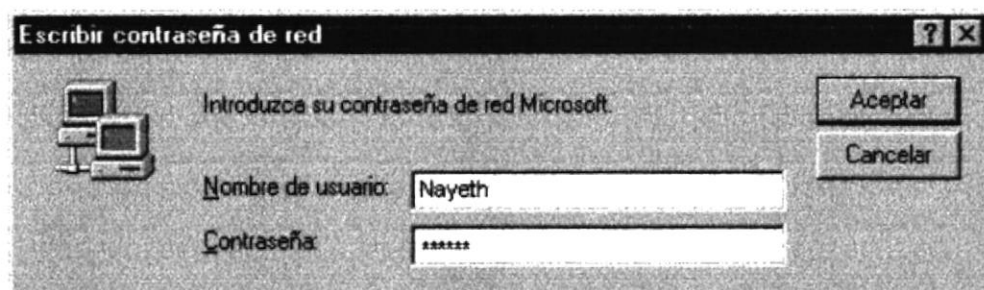 Escribir contraseña de red
Introduzca su contraseña de red Microsoft.
Aceptar
Cancelar
Nombre de usuario: Nayeth
Contraseña: ******